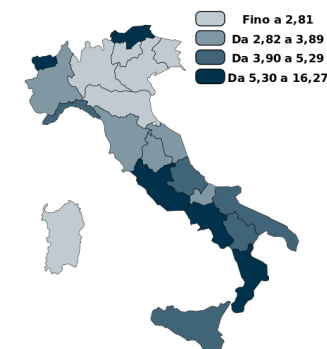 Fino a 2,81
Da 2,82 a 3,89
Da 3,90 a 5,29
Da 5,30 a 16,27